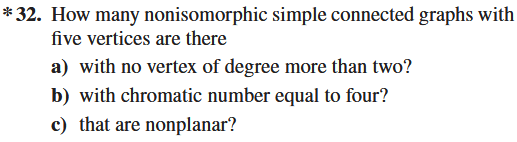 *32. How many nonisomorphic simple connected graphs with
five vertices are there
a) with no vertex of degree more than two?
b) with chromatic number equal to four?
c) that are nonplanar?